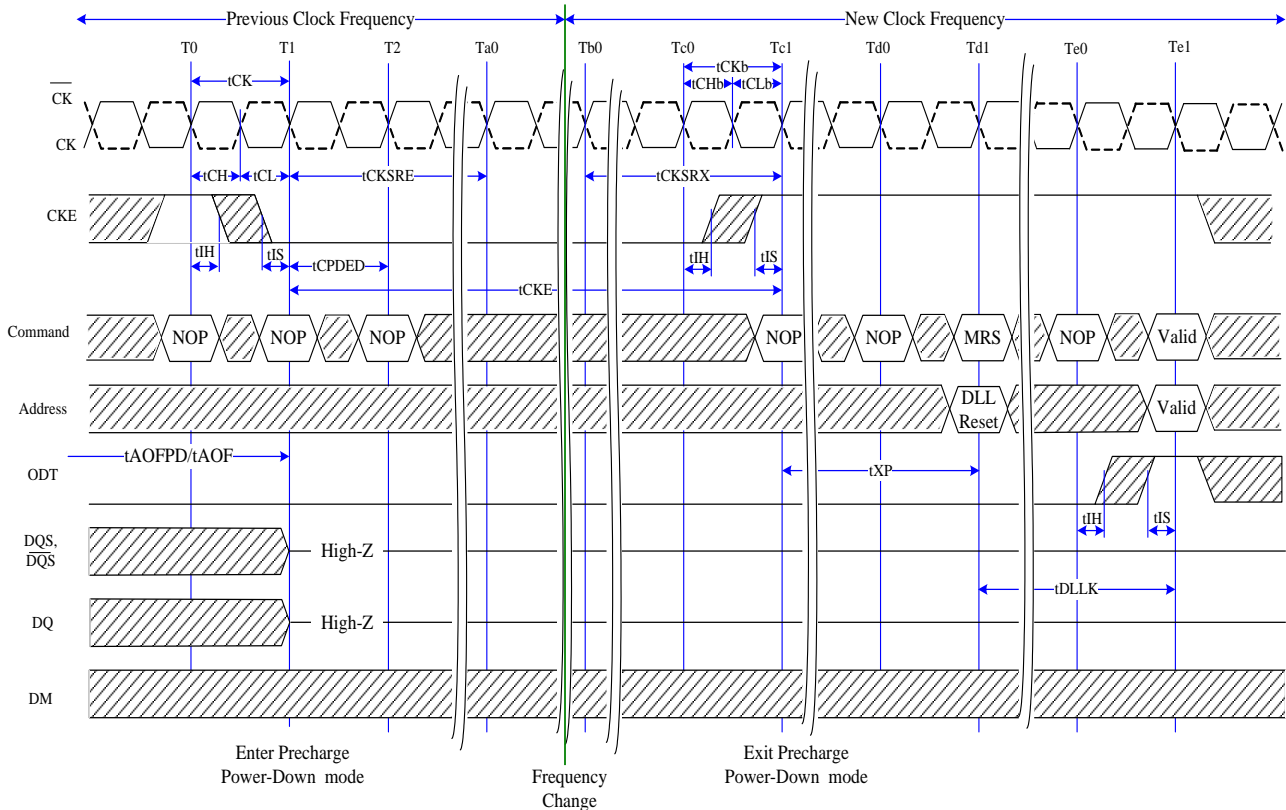 Previous Clock Frequency New Clock Frequency
T0 T1 T2 Ta0 Tb0 Tc0 Tc1 Td0 Td1 Te0 Te1
tCK tCKb
tCHb tCLb
CK
CK
tCH tCL tCKSRE tCKSRX
CKE
tIH tIS tCPDED tIH tIS
tCKE
Command NOP NOP NOP NOP NOP MRS NOP Valid
Address DLL Reset Valid
tAOFPD/tAOF
ODT tXP
tIH tIS
DQS,
DQS High-Z
tDLLK
DQ High-Z
DM
Enter Precharge
Power-Down mode
Frequency
Change
Exit Precharge
Power-Down mode